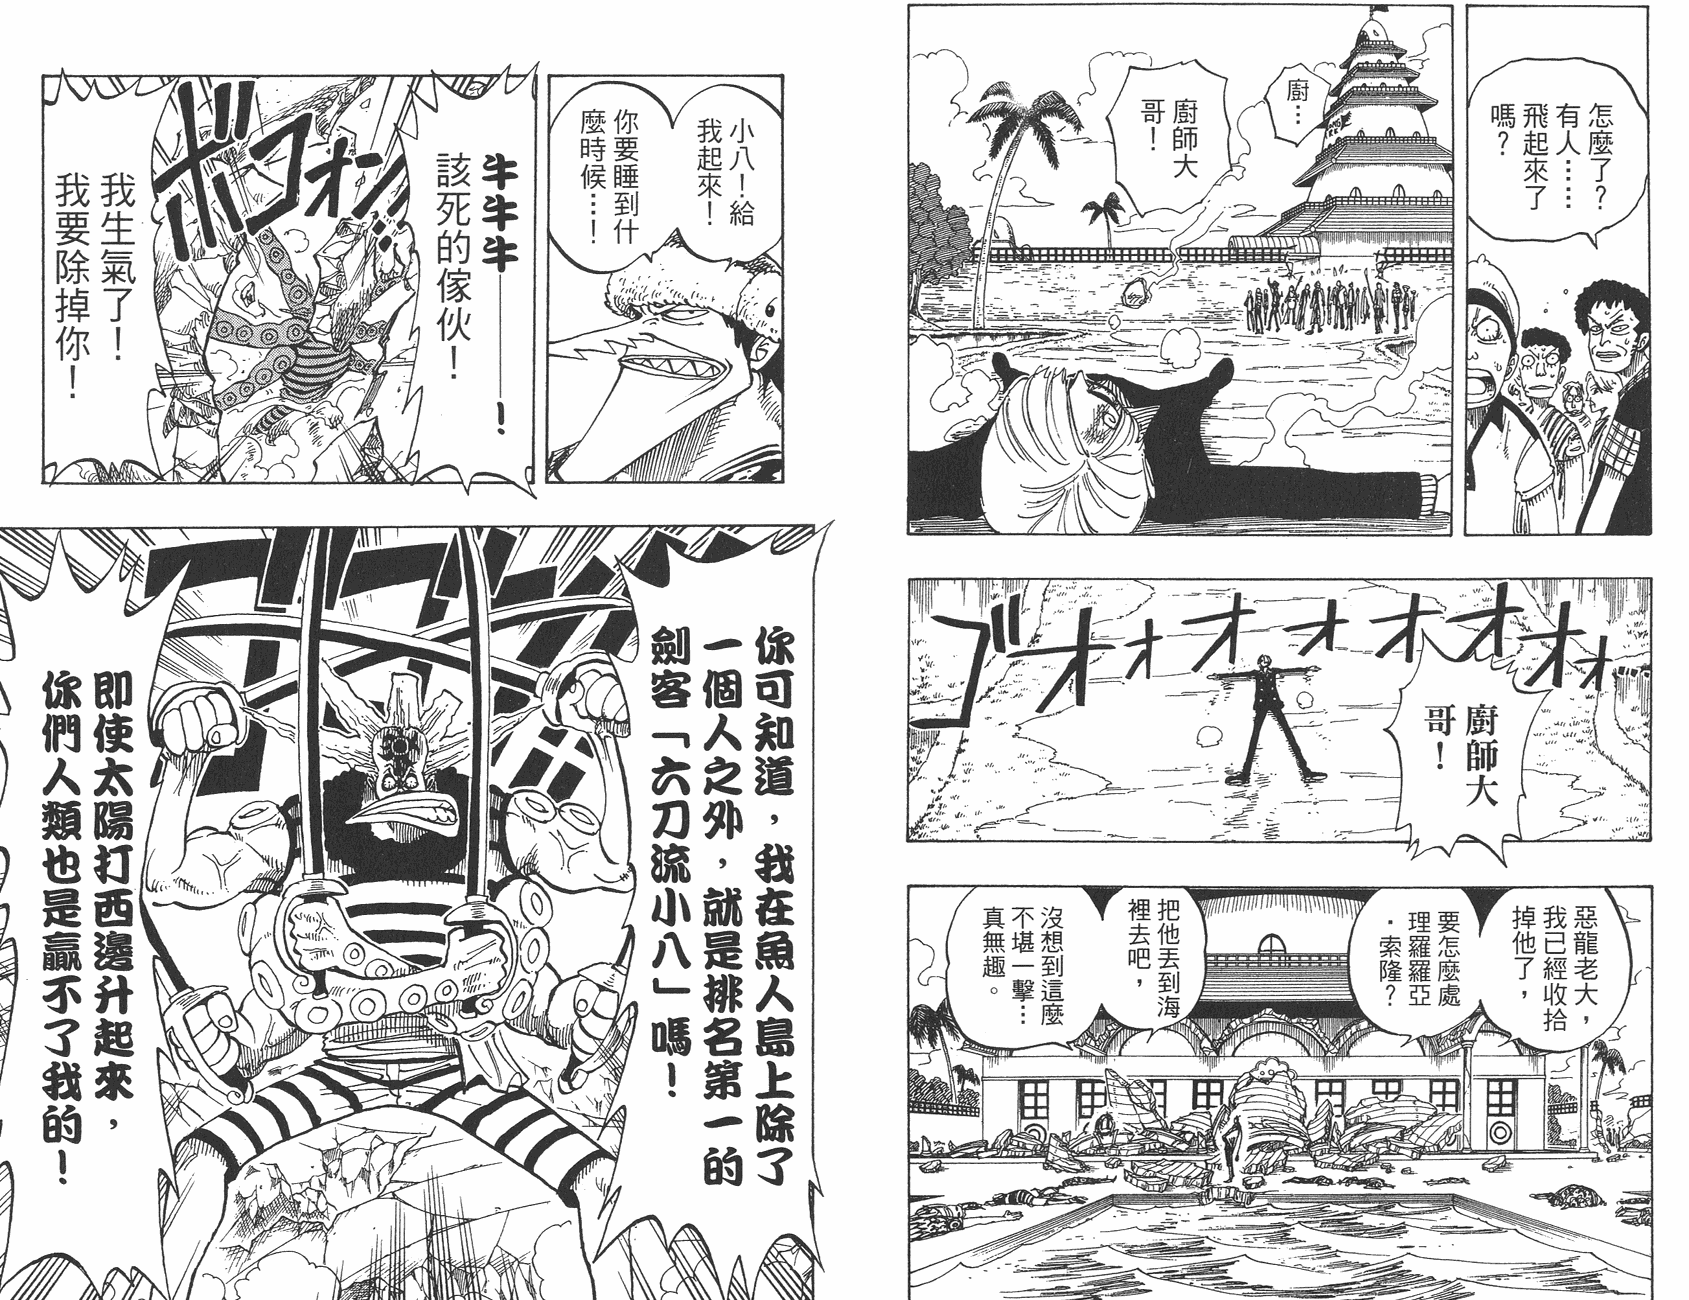 怎麼了?
有人……
飛起來了
嗎?
廚…
廚師大
哥!
ゴオオオオオオオオ
廚師大
哥!
惡龍老大,
我已經收拾
掉他了,
要怎麼處
理羅羅亞
·索隆?
把他丟到海
裡去吧,
沒想到這麼
不堪一擊…
真無趣。
小八!給
我起來!
你要睡到什
麼時候…!
牛牛牛——!
該死的傢伙!
ボコォン!!
我生氣了!
我要除掉你!
你可知道,我在魚人島上除了
一個人之外,就是排名第一的
劍客「六刀流小八」嗎!
即使太陽打西邊升起來,
你們人類也是贏不了我的!